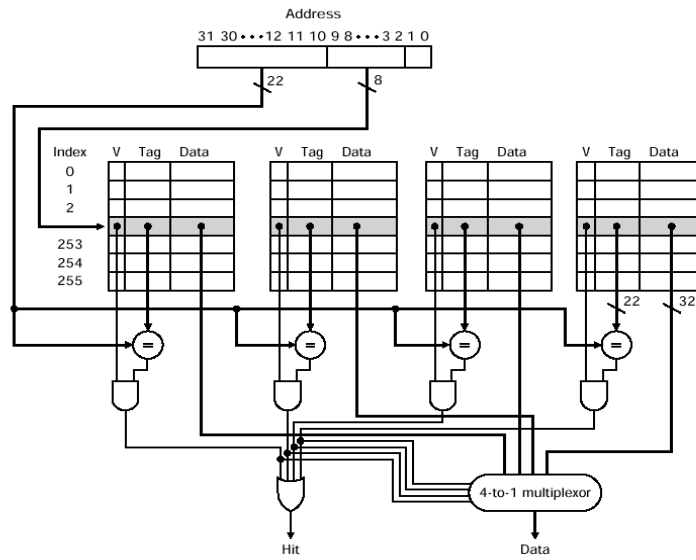 Address
31 30 ••• 12 11 10 9 8 ••• 3 2 1 0
22 8
Index V Tag Data V Tag Data V Tag Data V Tag Data
0
1
2
253
254
255
22 32
= = = =
4-to-1 multiplexor
Hit Data